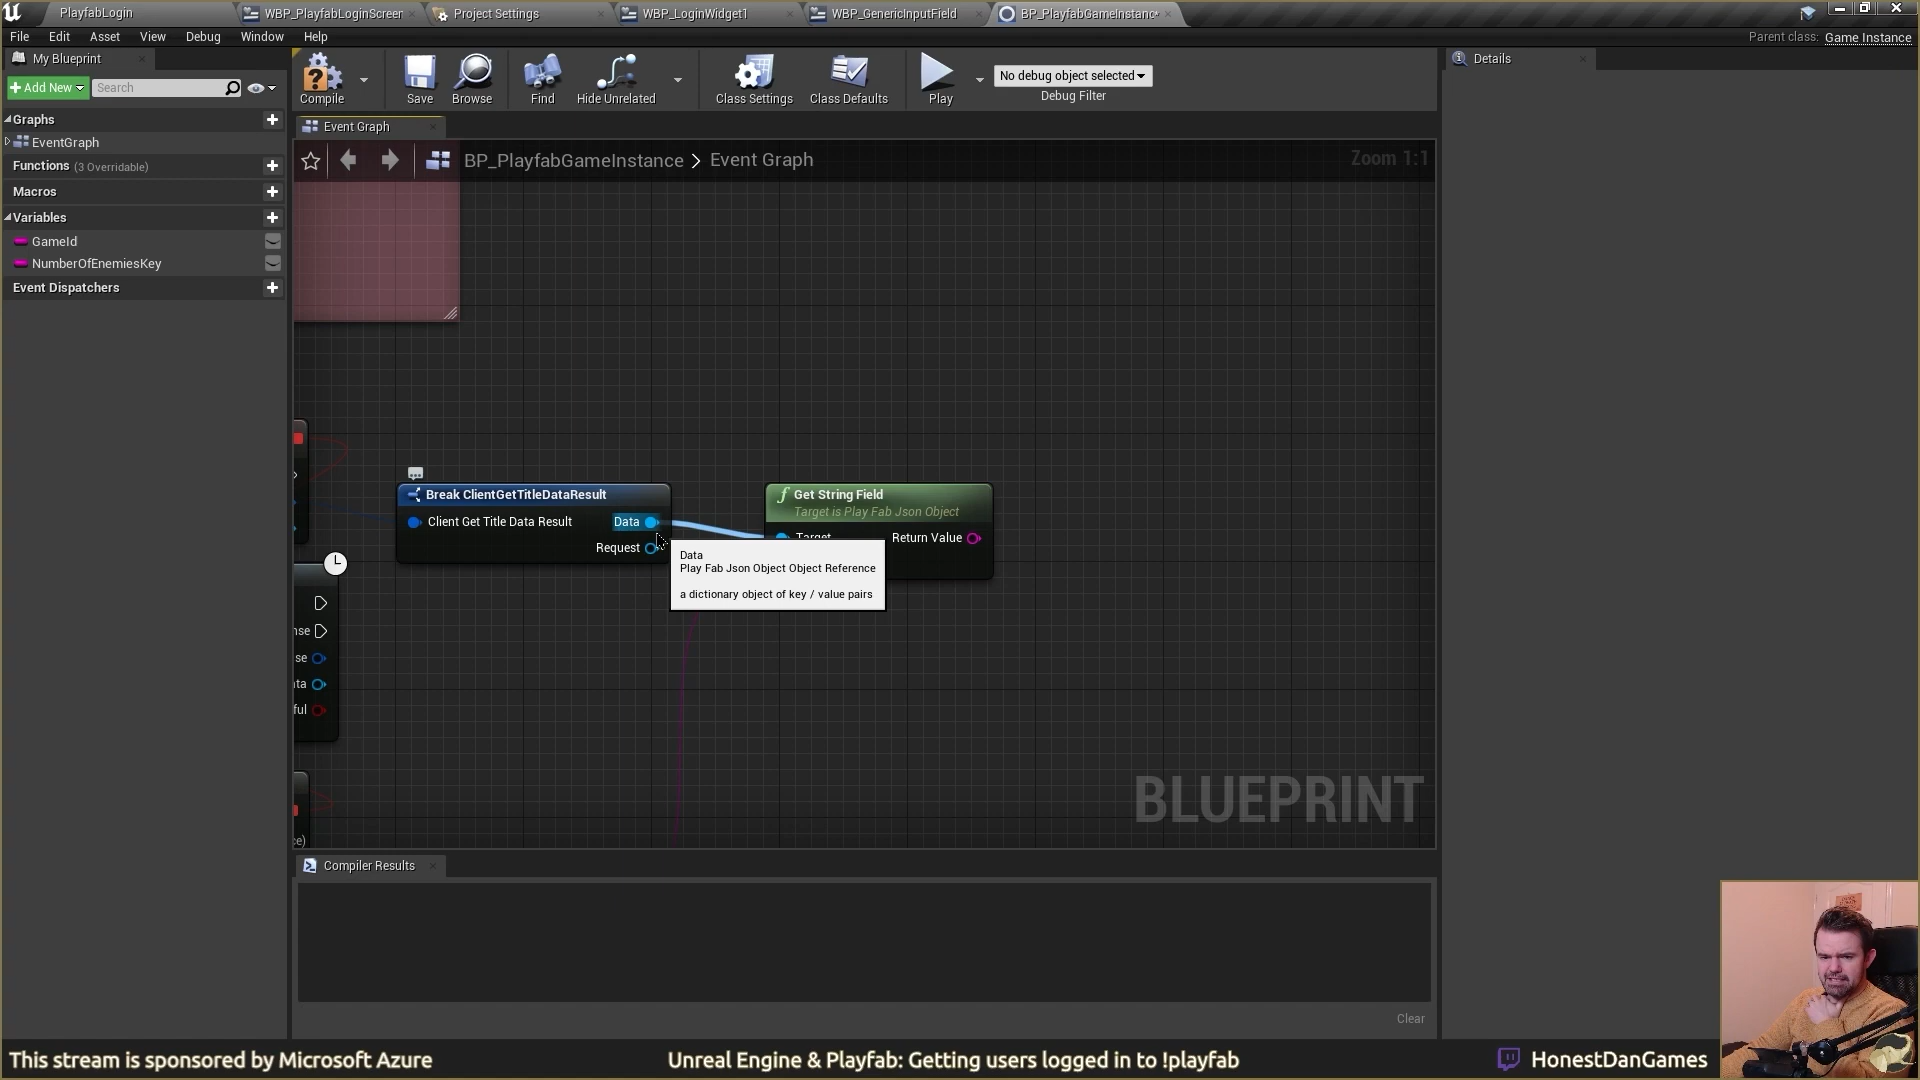 PlayfabLogin
WBP_PlayfabLoginScreen
Project Settings
WBP_LoginWidget1
WBP_GenericInputField
BP_PlayfabGameInstanc*
File Edit Asset View Debug Window Help
Parent class: Game Instance
My Blueprint
Add New
Search
Compile
Save
Browse
Find
Hide Unrelated
Class Settings
Class Defaults
Play
No debug object selected
Debug Filter
Details
Graphs
EventGraph
Functions (3 Overridable)
Macros
Variables
GameId
NumberOfEnemiesKey
Event Dispatchers
Event Graph
BP_PlayfabGameInstance > Event Graph
Zoom 1:1
Break ClientGetTitleDataResult
Client Get Title Data Result
Data
Request
Get String Field
Target is Play Fab Json Object
Target
Return Value
Data
Play Fab Json Object Object Reference
a dictionary object of key / value pairs
nse
se
ata
ful
ce)
BLUEPRINT
Compiler Results
Clear
This stream is sponsored by Microsoft Azure
Unreal Engine & Playfab: Getting users logged in to !playfab
HonestDanGames